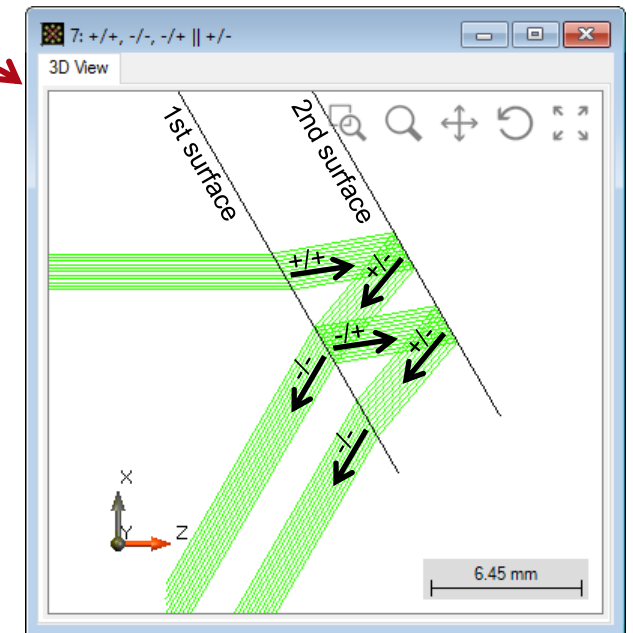 7: +/+, -/-, -/+ || +/-
3D View
1st surface
2nd surface
+/+
+/-
-/+
+/-
-/-
-/-
X
Y
Z
6.45 mm